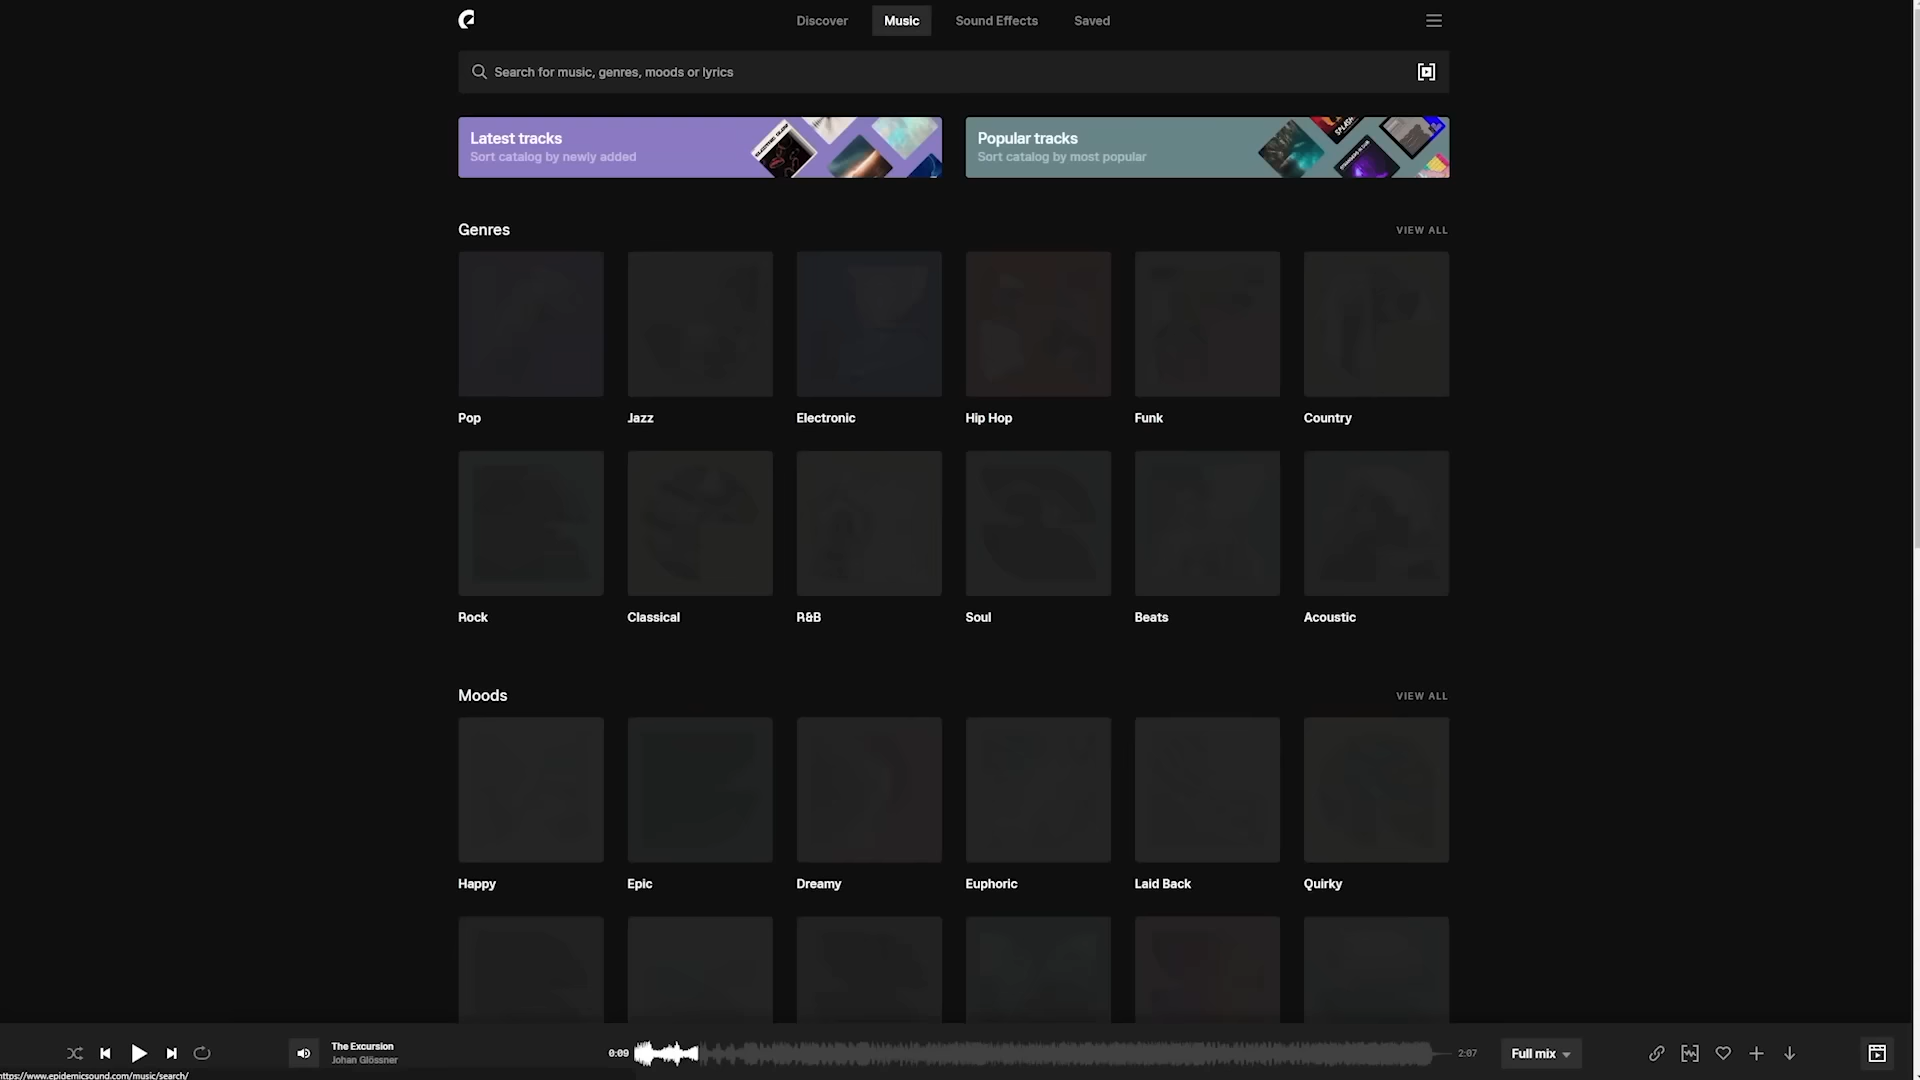 Discover
Music
Sound Effects
Saved
Search for music, genres, moods or lyrics
Latest tracks
Sort catalog by newly added
Popular tracks
Sort catalog by most popular
Genres
VIEW ALL
Pop
Jazz
Electronic
Hip Hop
Funk
Country
Rock
Classical
R&B
Soul
Beats
Acoustic
Moods
VIEW ALL
Happy
Epic
Dreamy
Euphoric
Laid Back
Quirky
The Excursion
Johan Glössner
0:09
2:07
Full mix
https://www.epidemicsound.com/music/search/